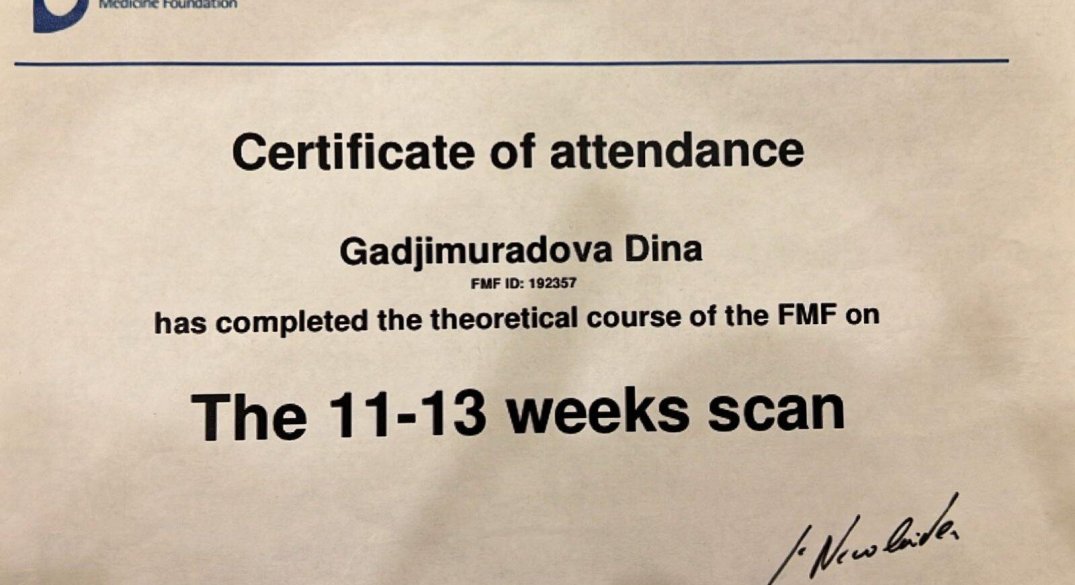 Medicine Foundation
Certificate of attendance
Gadjimuradova Dina
FMF ID: 192357
has completed the theoretical course of the FMF on
The 11-13 weeks scan